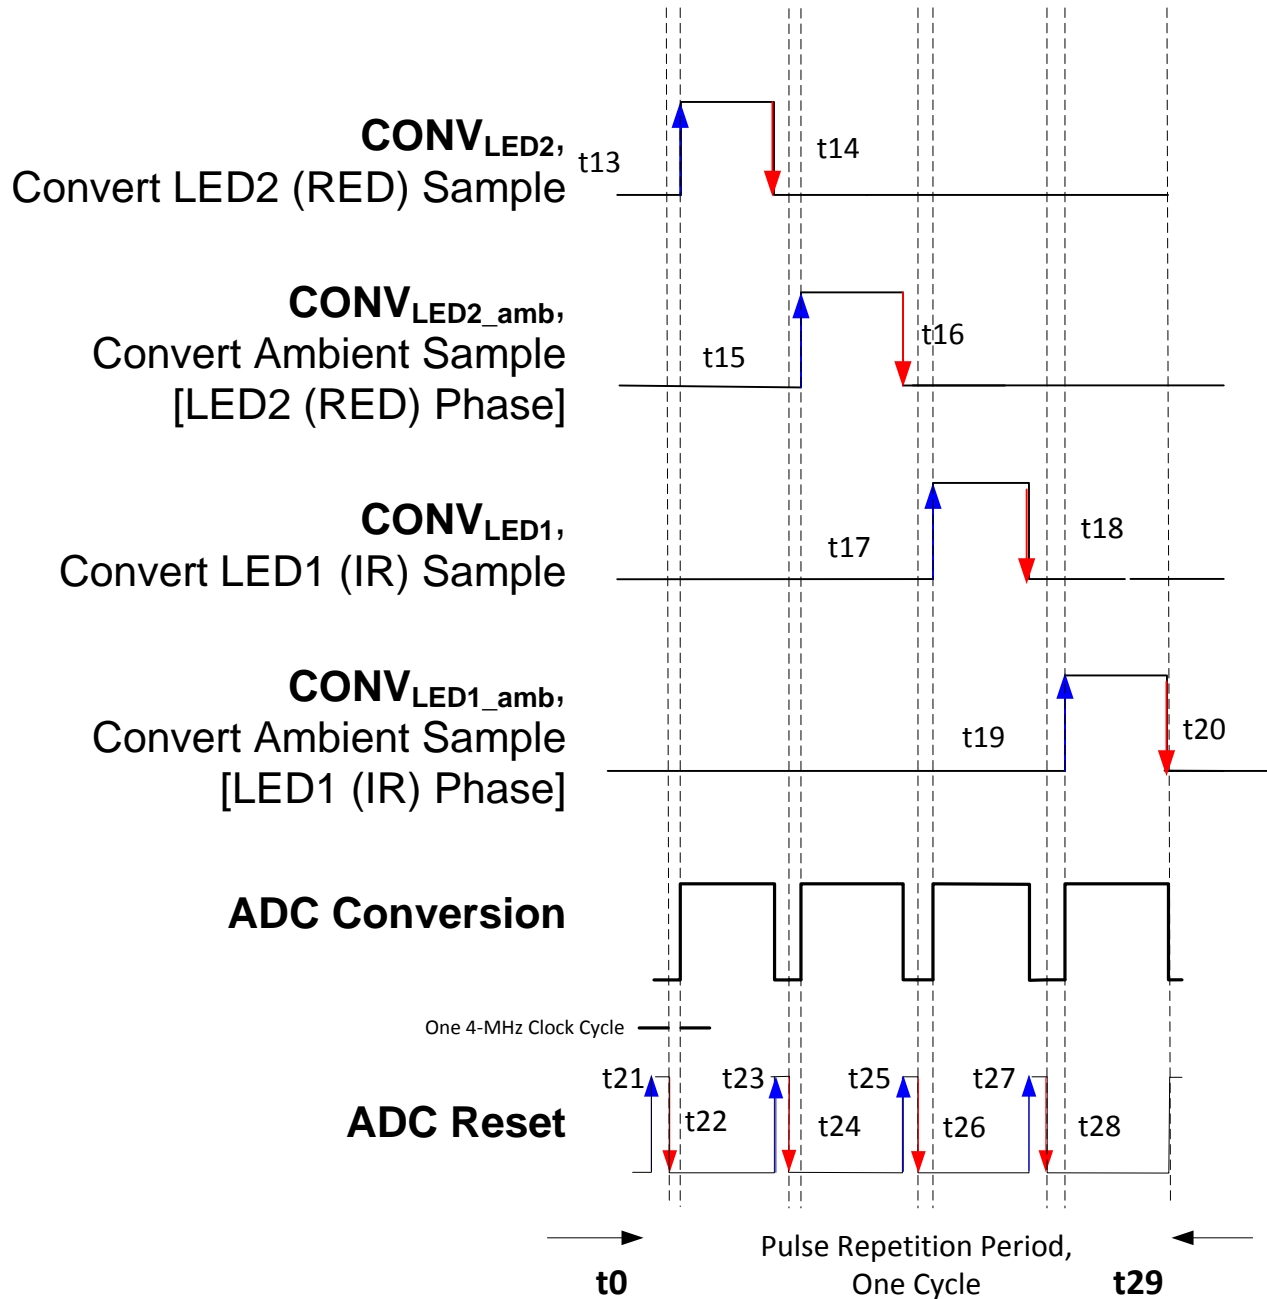 CONVLED2,
Convert LED2 (RED) Sample
t13
t14
CONVLED2_amb,
Convert Ambient Sample
[LED2 (RED) Phase]
t15
t16
CONVLED1,
Convert LED1 (IR) Sample
t17
t18
CONVLED1_amb,
Convert Ambient Sample
[LED1 (IR) Phase]
t19
t20
ADC Conversion
One 4-MHz Clock Cycle
ADC Reset
t21
t22
t23
t24
t25
t26
t27
t28
Pulse Repetition Period,
One Cycle
t0
t29